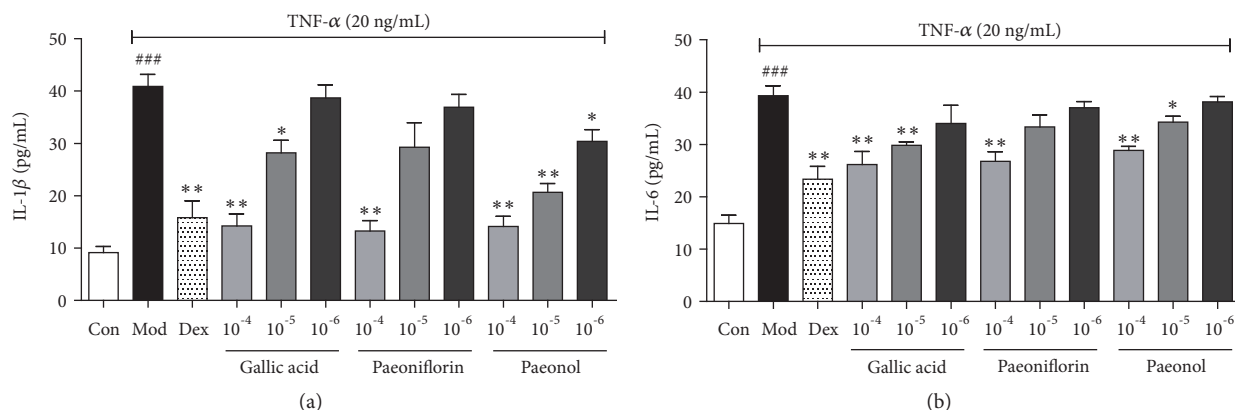 TNF-α (20 ng/mL)
IL-1β (pg/mL)
50
40
30
20
10
0
###
**
**
*
**
**
**
*
Con Mod Dex 10-4 10-5 10-6 10-4 10-5 10-6 10-4 10-5 10-6
Gallic acid Paeoniflorin Paeonol
(a)
TNF-α (20 ng/mL)
IL-6 (pg/mL)
50
40
30
20
10
0
###
**
**
**
**
**
*
Con Mod Dex 10-4 10-5 10-6 10-4 10-5 10-6 10-4 10-5 10-6
Gallic acid Paeoniflorin Paeonol
(b)